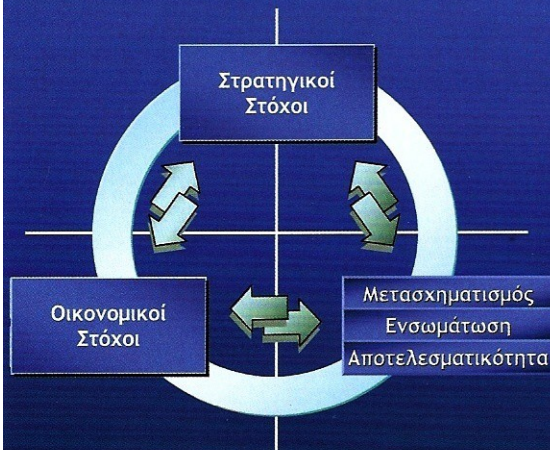 Στρατηγικοί
Στόχοι
Οικονομικοί
Στόχοι
Μετασχηματισμός
Ενσωμάτωση
Αποτελεσματικότητα